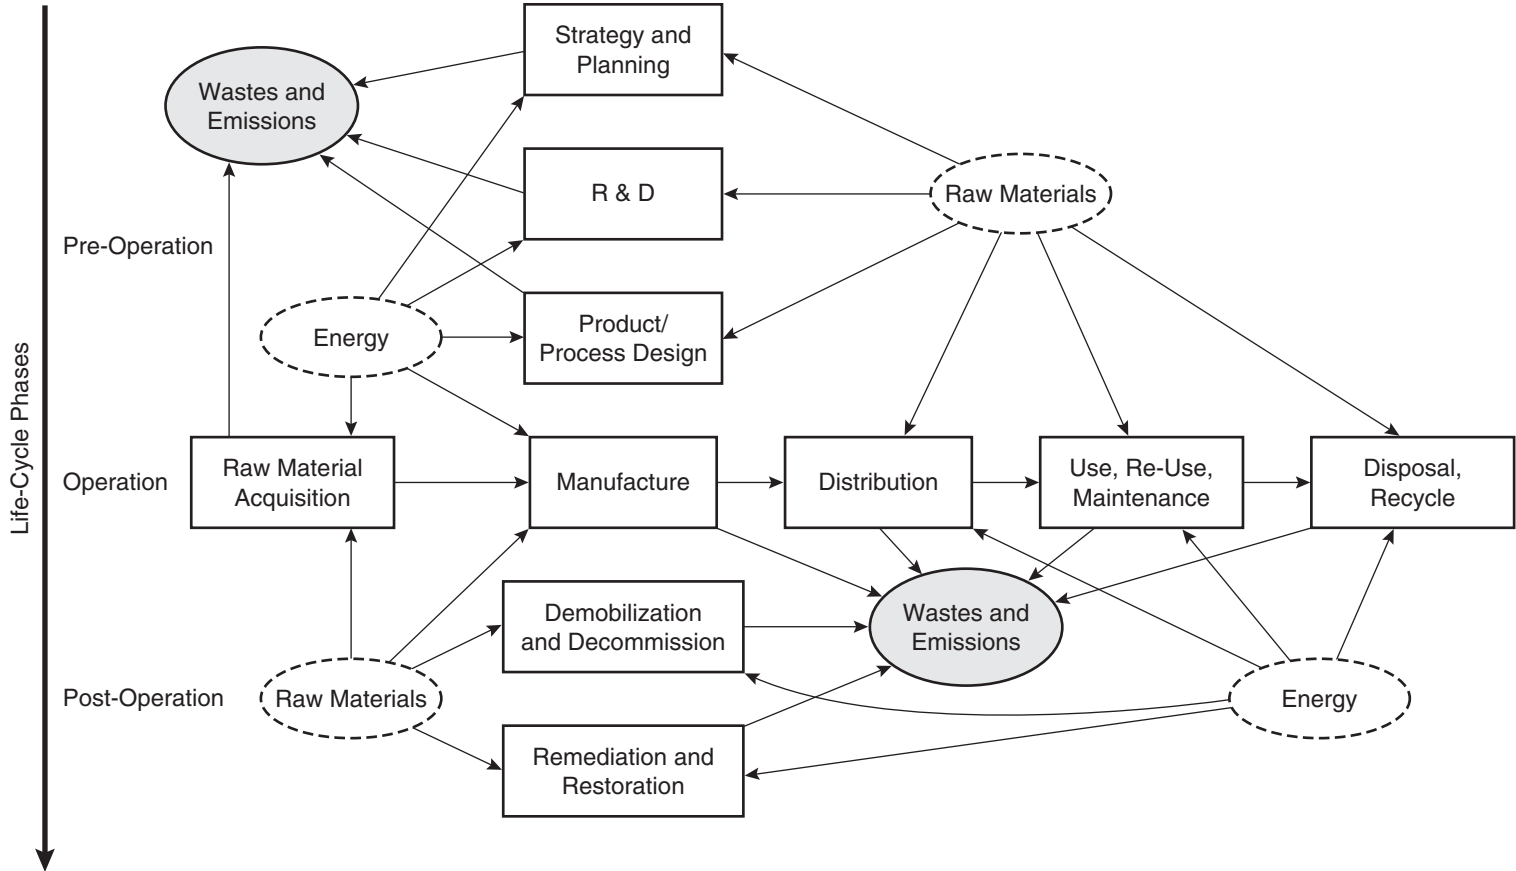 Strategy and
Planning
Wastes and
Emissions
R & D
Raw Materials
Pre-Operation
Energy
Product/
Process Design
Life-Cycle Phases
Operation
Raw Material
Acquisition
Manufacture
Distribution
Use, Re-Use,
Maintenance
Disposal,
Recycle
Demobilization
and Decommission
Wastes and
Emissions
Post-Operation
Raw Materials
Energy
Remediation and
Restoration